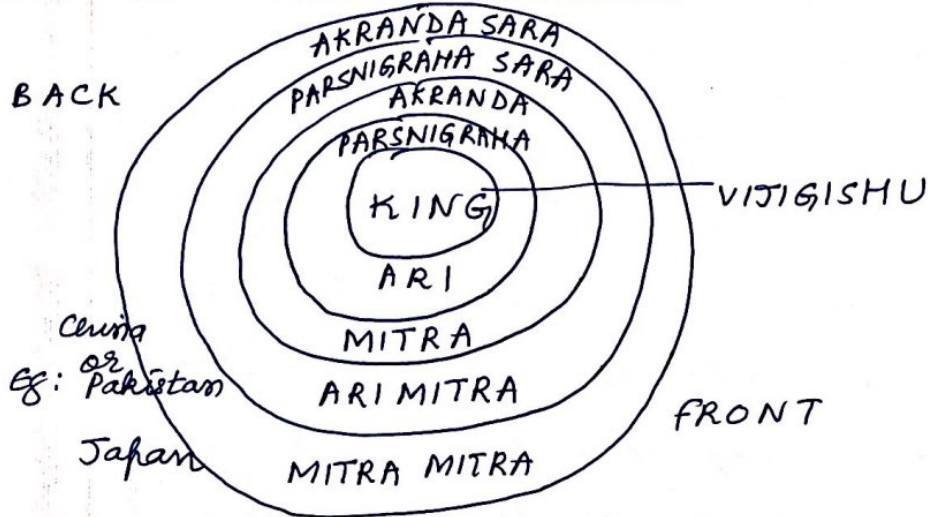 AKRANDA SARA
PARSNIGRAHA SARA
BACK
AKRANDA
PARSNIGRAHA
KING
VIJIGISHU
ARI
MITRA
China
or
Eg: Pakistan
ARI MITRA
FRONT
Japan
MITRA MITRA